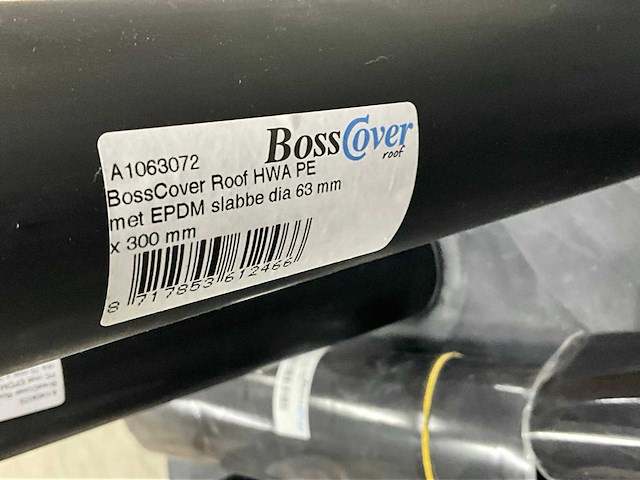 BossCover
roof
A1063072
BossCover Roof HWA PE
met EPDM slabbe dia 63 mm
x 300 mm
8 717853 612466